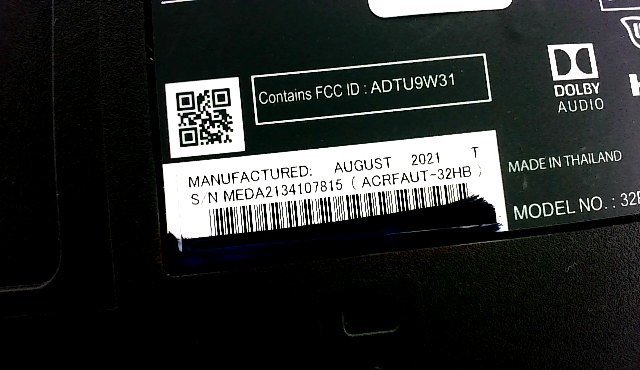 Contains FCC ID : ADTU9W31
DOLBY
AUDIO
MANUFACTURED: AUGUST 2021 T
S/N MEDA2134107815 ( ACRFAUT-32HB )
MADE IN THAILAND
MODEL NO. : 32